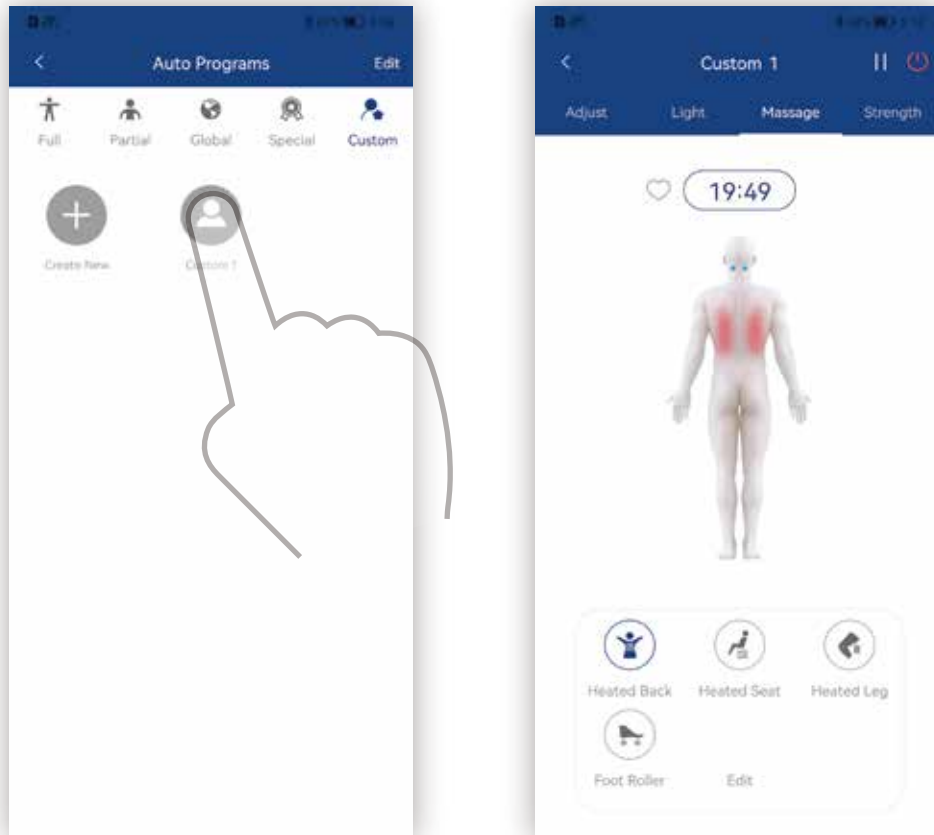 Auto Programs Edit
Full Partial Global Special Custom
Create New Custom 1
Custom 1
Adjust Light Massage Strength
19:49
Heated Back Heated Seat Heated Leg
Foot Roller Edit